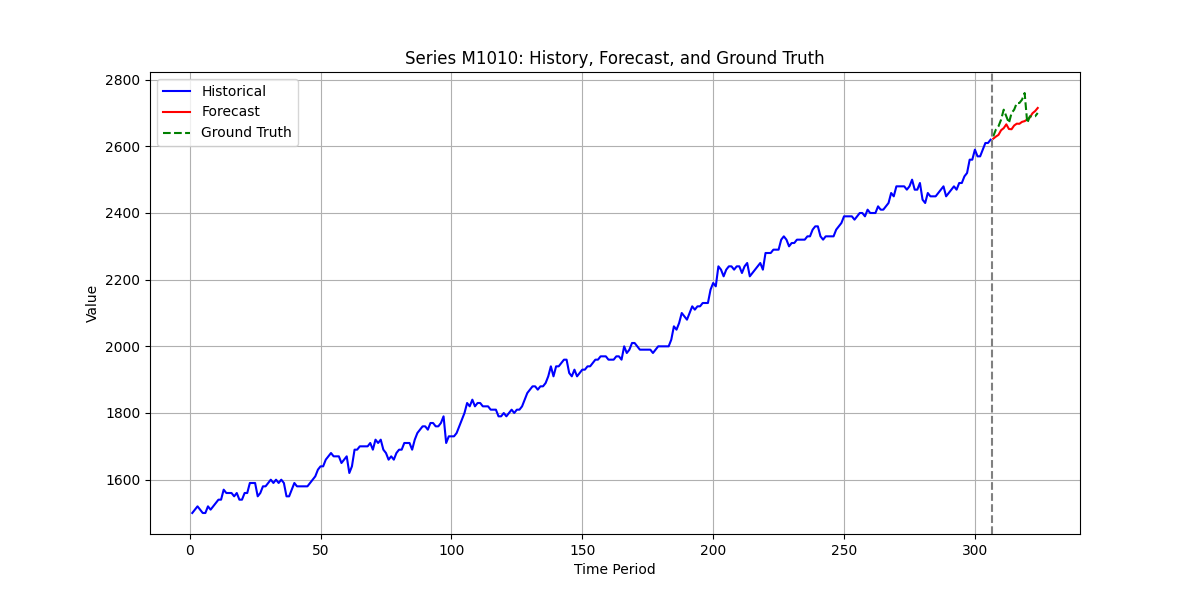 Series M1010: History, Forecast, and Ground Truth
Historical
Forecast
Ground Truth
2800
2600
2400
2200
2000
1800
1600
Value
0 50 100 150 200 250 300
Time Period